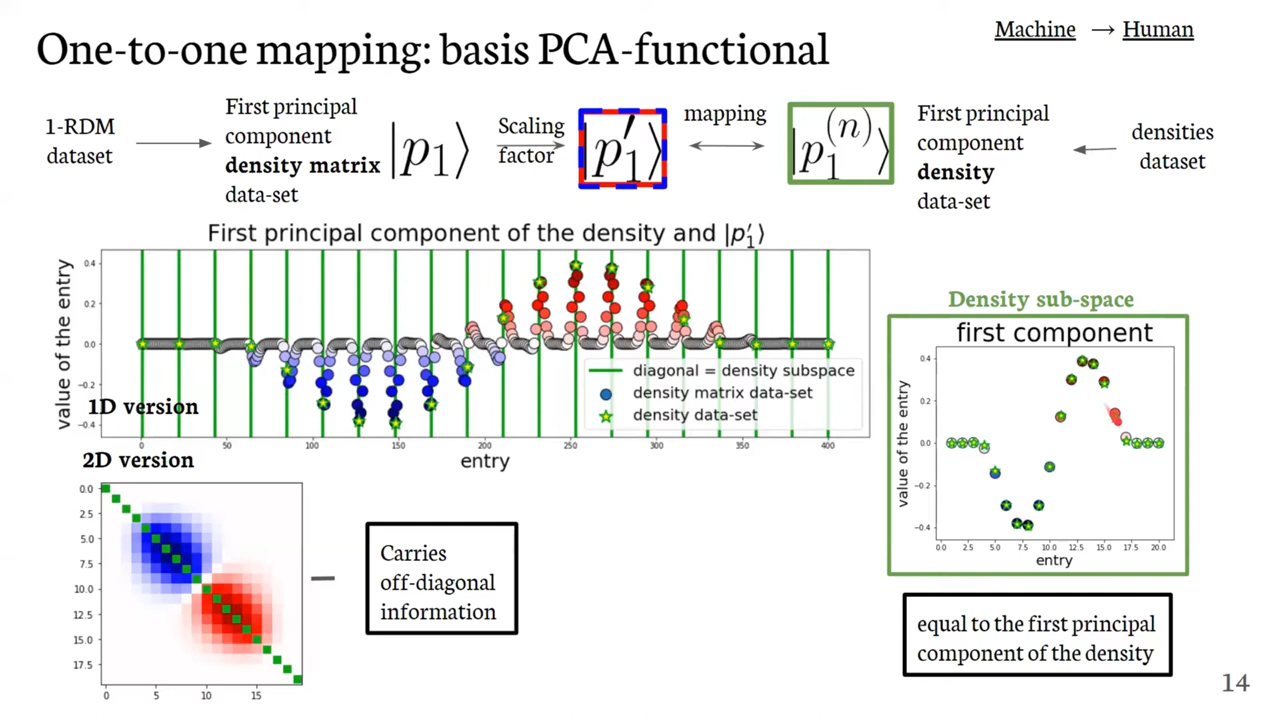 One-to-one mapping: basis PCA-functional
Machine → Human
1-RDM
dataset
First principal
component
density matrix
data-set
|p₁⟩
Scaling
factor
|p′₁⟩
mapping
|p₁⁽ⁿ⁾⟩
First principal
component
density
data-set
densities
dataset
First principal component of the density and |p′₁⟩
value of the entry
0.4
0.2
0.0
−0.2
−0.4
0 50 100 150 200 250 300 350 400
entry
diagonal = density subspace
density matrix data-set
density data-set
1D version
2D version
0.0
2.5
5.0
7.5
10.0
12.5
15.0
17.5
0 5 10 15
Carries
off-diagonal
information
Density sub-space
first component
value of the entry
0.4
0.2
0.0
−0.2
−0.4
0.0 2.5 5.0 7.5 10.0 12.5 15.0 17.5 20.0
entry
equal to the first principal
component of the density
14